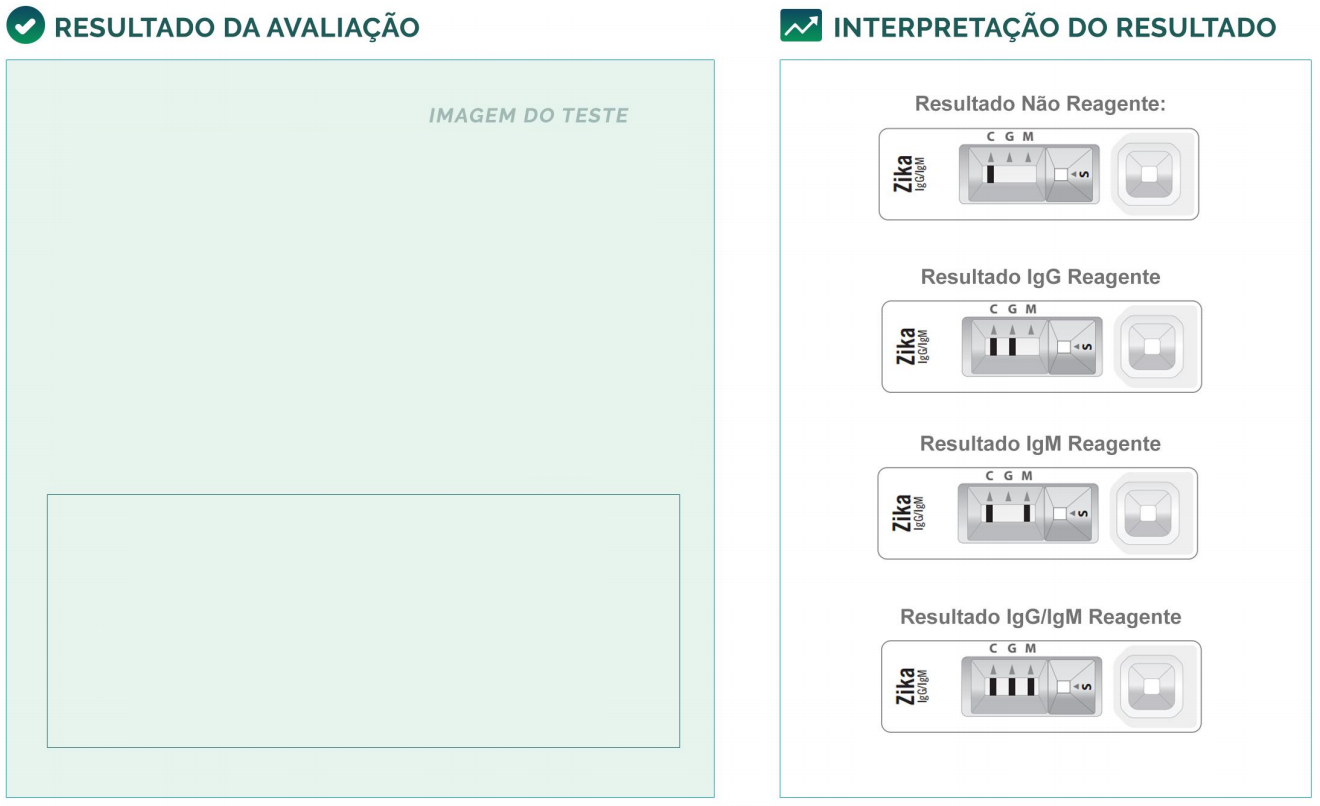 RESULTADO DA AVALIAÇÃO
IMAGEM DO TESTE
INTERPRETAÇÃO DO RESULTADO
Resultado Não Reagente:
C G M
Zika
IgG/IgM
S
Resultado IgG Reagente
C G M
Zika
IgG/IgM
S
Resultado IgM Reagente
C G M
Zika
IgG/IgM
S
Resultado IgG/IgM Reagente
C G M
Zika
IgG/IgM
S